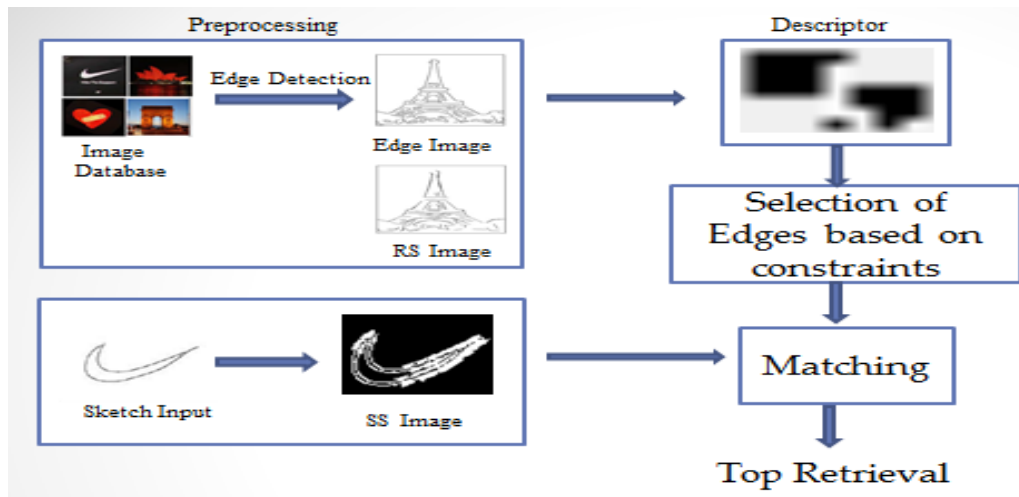 Preprocessing
Edge Detection
Image
Database
Edge Image
RS Image
Sketch Input
SS Image
Descriptor
Selection of
Edges based on
constraints
Matching
Top Retrieval